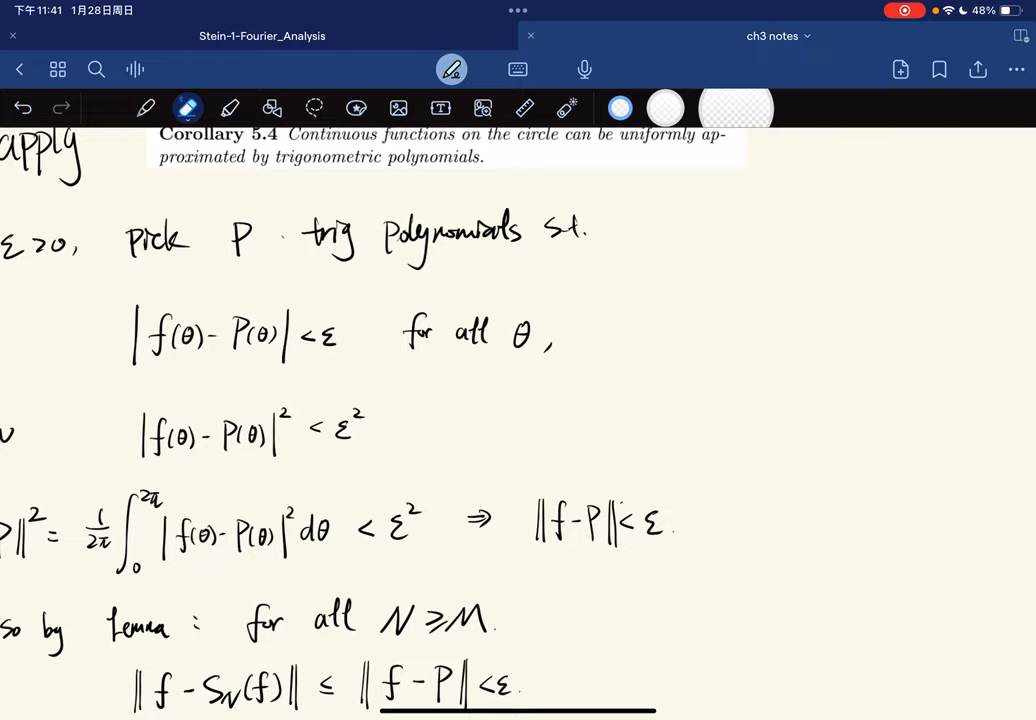 下午11:41 1月28日周日
48%
Stein-1-Fourier_Analysis
ch3 notes
apply
Corollary 5.4 Continuous functions on the circle can be uniformly ap-
proximated by trigonometric polynomials.
ε>0, pick P trig polynomials s.t.
|f(θ)-P(θ)|<ε for all θ,
|f(θ)-P(θ)|² < ε²
P||² = 1/2π ∫₀^2π |f(θ)-P(θ)|² dθ < ε² ⇒ ||f-P||<ε.
so by Lemma: for all N≥M.
||f-S_N(f)|| ≤ ||f-P||<ε.